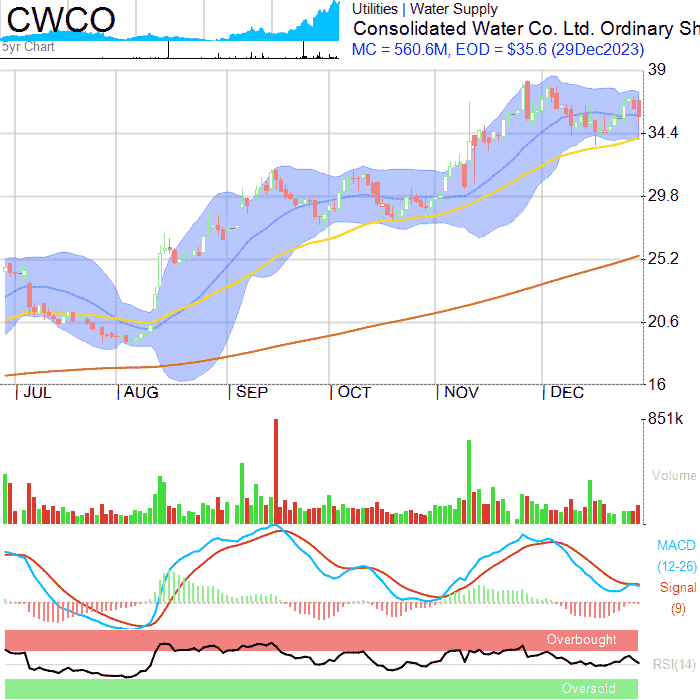 CWCO
5yr Chart
Utilities | Water Supply
Consolidated Water Co. Ltd. Ordinary Sh
MC = 560.6M, EOD = $35.6 (29Dec2023)
39
34.4
29.8
25.2
20.6
16
JUL AUG SEP OCT NOV DEC
851k
Volume
MACD
(12-26)
Signal
(9)
Overbought
RSI(14)
Oversold